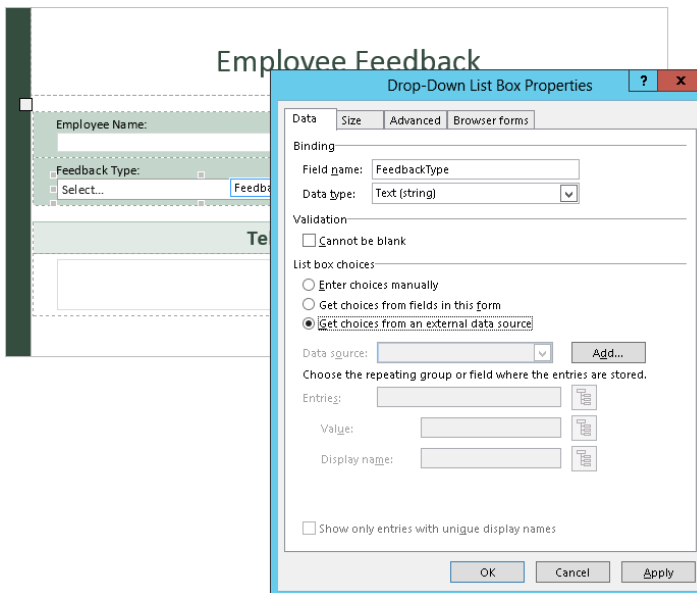 Employee Feedback
Employee Name:
Feedback Type:
Select...
Drop-Down List Box Properties
? x
Data Size Advanced Browser forms
Binding
Field name: FeedbackType
Data type: Text (string)
Validation
Cannot be blank
List box choices
Enter choices manually
Get choices from fields in this form
Get choices from an external data source
Data source: Add...
Choose the repeating group or field where the entries are stored.
Entries:
Value:
Display name:
Show only entries with unique display names
OK Cancel Apply